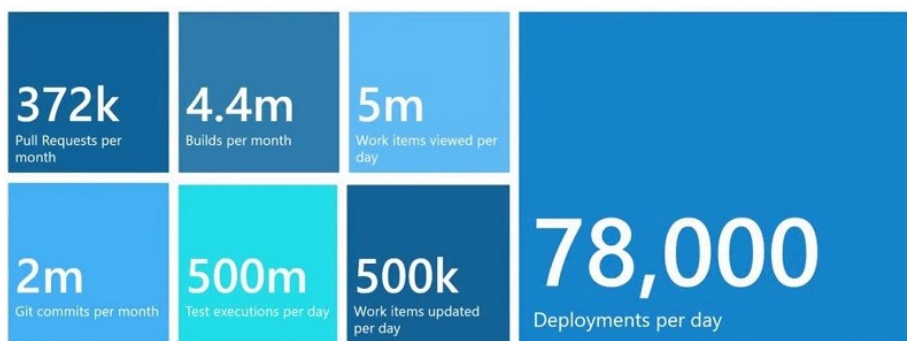 372k
Pull Requests per
month
4.4m
Builds per month
5m
Work items viewed per
day
2m
Git commits per month
500m
Test executions per day
500k
Work items updated
per day
78,000
Deployments per day